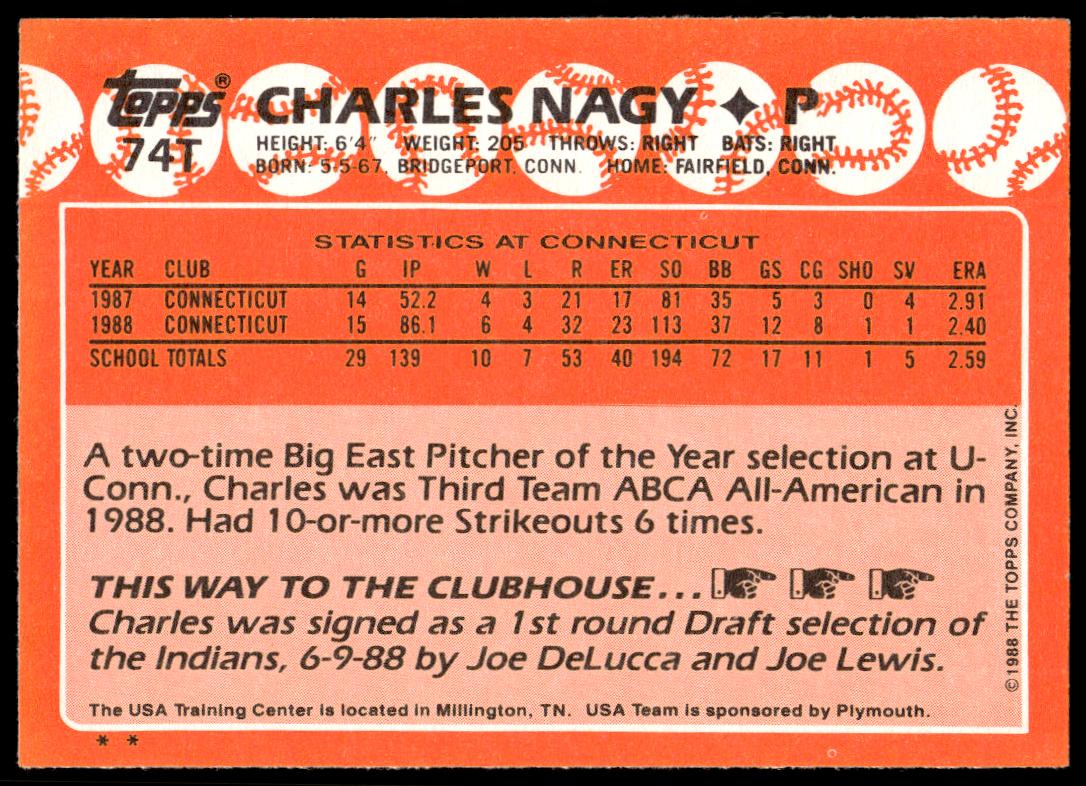 topps® CHARLES NAGY ✦ P
74T HEIGHT: 6'4" WEIGHT: 205 THROWS: RIGHT BATS: RIGHT
BORN: 5-5-67, BRIDGEPORT, CONN. HOME: FAIRFIELD, CONN.
STATISTICS AT CONNECTICUT
YEAR CLUB G IP W L R ER SO BB GS CG SHO SV ERA
1987 CONNECTICUT 14 52.2 4 3 21 17 81 35 5 3 0 4 2.91
1988 CONNECTICUT 15 86.1 6 4 32 23 113 37 12 8 1 1 2.40
SCHOOL TOTALS 29 139 10 7 53 40 194 72 17 11 1 5 2.59
A two-time Big East Pitcher of the Year selection at U-
Conn., Charles was Third Team ABCA All-American in
1988. Had 10-or-more Strikeouts 6 times.
THIS WAY TO THE CLUBHOUSE...
Charles was signed as a 1st round Draft selection of
the Indians, 6-9-88 by Joe DeLucca and Joe Lewis.
The USA Training Center is located in Millington, TN. USA Team is sponsored by Plymouth.
* *
© 1988 THE TOPPS COMPANY, INC.